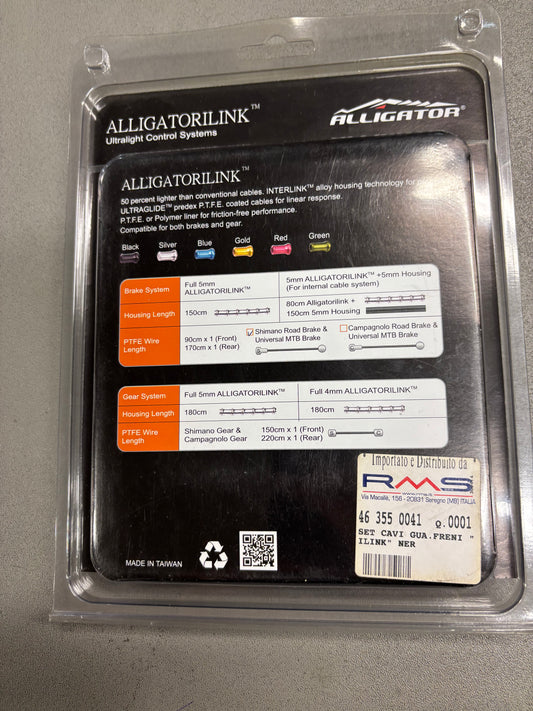 ALLIGATORILINK™
Ultralight Control Systems
ALLIGATOR®
ALLIGATORILINK™
50 percent lighter than conventional cables. INTERLINK™ alloy housing technology for
ULTRAGLIDE™ predex P.T.F.E. coated cables for linear response.
P.T.F.E. or Polymer liner for friction-free performance.
Compatible for both brakes and gear.
Black Silver Blue Gold Red Green
Brake System
Full 5mm
ALLIGATORILINK™
5mm ALLIGATORILINK™ +5mm Housing
(For internal cable system)
Housing Length
150cm
80cm Alligatorilink +
150cm 5mm Housing
PTFE Wire
Length
90cm x 1 (Front)
170cm x 1 (Rear)
Shimano Road Brake &
Universal MTB Brake
Campagnolo Road Brake &
Universal MTB Brake
Gear System
Full 5mm ALLIGATORILINK™
Full 4mm ALLIGATORILINK™
Housing Length
180cm
180cm
PTFE Wire
Length
Shimano Gear &
Campagnolo Gear
150cm x 1 (Front)
220cm x 1 (Rear)
MADE IN TAIWAN
Importato e Distribuito da
RMS
Via Macallè, 156 - 20831 Seregno [MB] ITALIA
46 355 0041 Q.0001
SET CAVI GUA.FRENI "
ILINK" NER